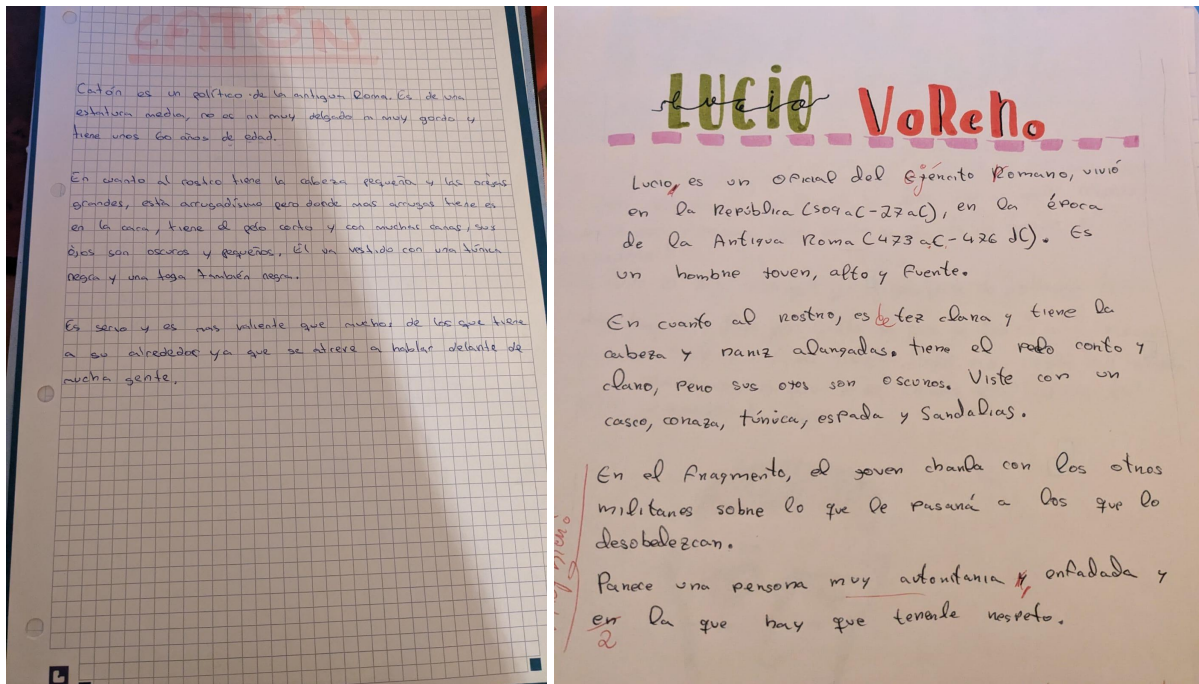 CATÓN
Catón es un político de la antigua Roma. Es de una
estatura media, no es ni muy delgado ni muy gordo y
tiene unos 60 años de edad.
En cuanto al rostro tiene la cabeza pequeña y las orejas
grandes, está arrugadísimo pero donde mas arrugas tiene es
en la cara, tiene el pelo corto y con muchas canas, sus
ojos son oscuros y pequeños, Él va vestido con una túnica
negra y una toga también negra.
Es serio y es mas valiente que muchos de los que tiene
a su alrededor ya que se atreve a hablar delante de
mucha gente.
LUCIO VOReNo
lucio
Lucio, es un oficial del Ejército Romano, vivió
en la República (509 aC-27aC), en la época
de la Antigua Roma (473 aC-476 dC). Es
un hombre joven, alto y fuerte.
En cuanto al rostro, es de tez clara y tiene la
cabeza y nariz alargadas. tiene el pelo corto y
claro, pero sus ojos son oscuros. Viste con un
casco, coraza, túnica, espada y sandalias.
En el fragmento, el joven charla con los otros
militares sobre lo que le pasará a los que lo
desobedezcan.
Parece una persona muy autoritaria, enfadada y
en la que hay que tenerle respeto.
2